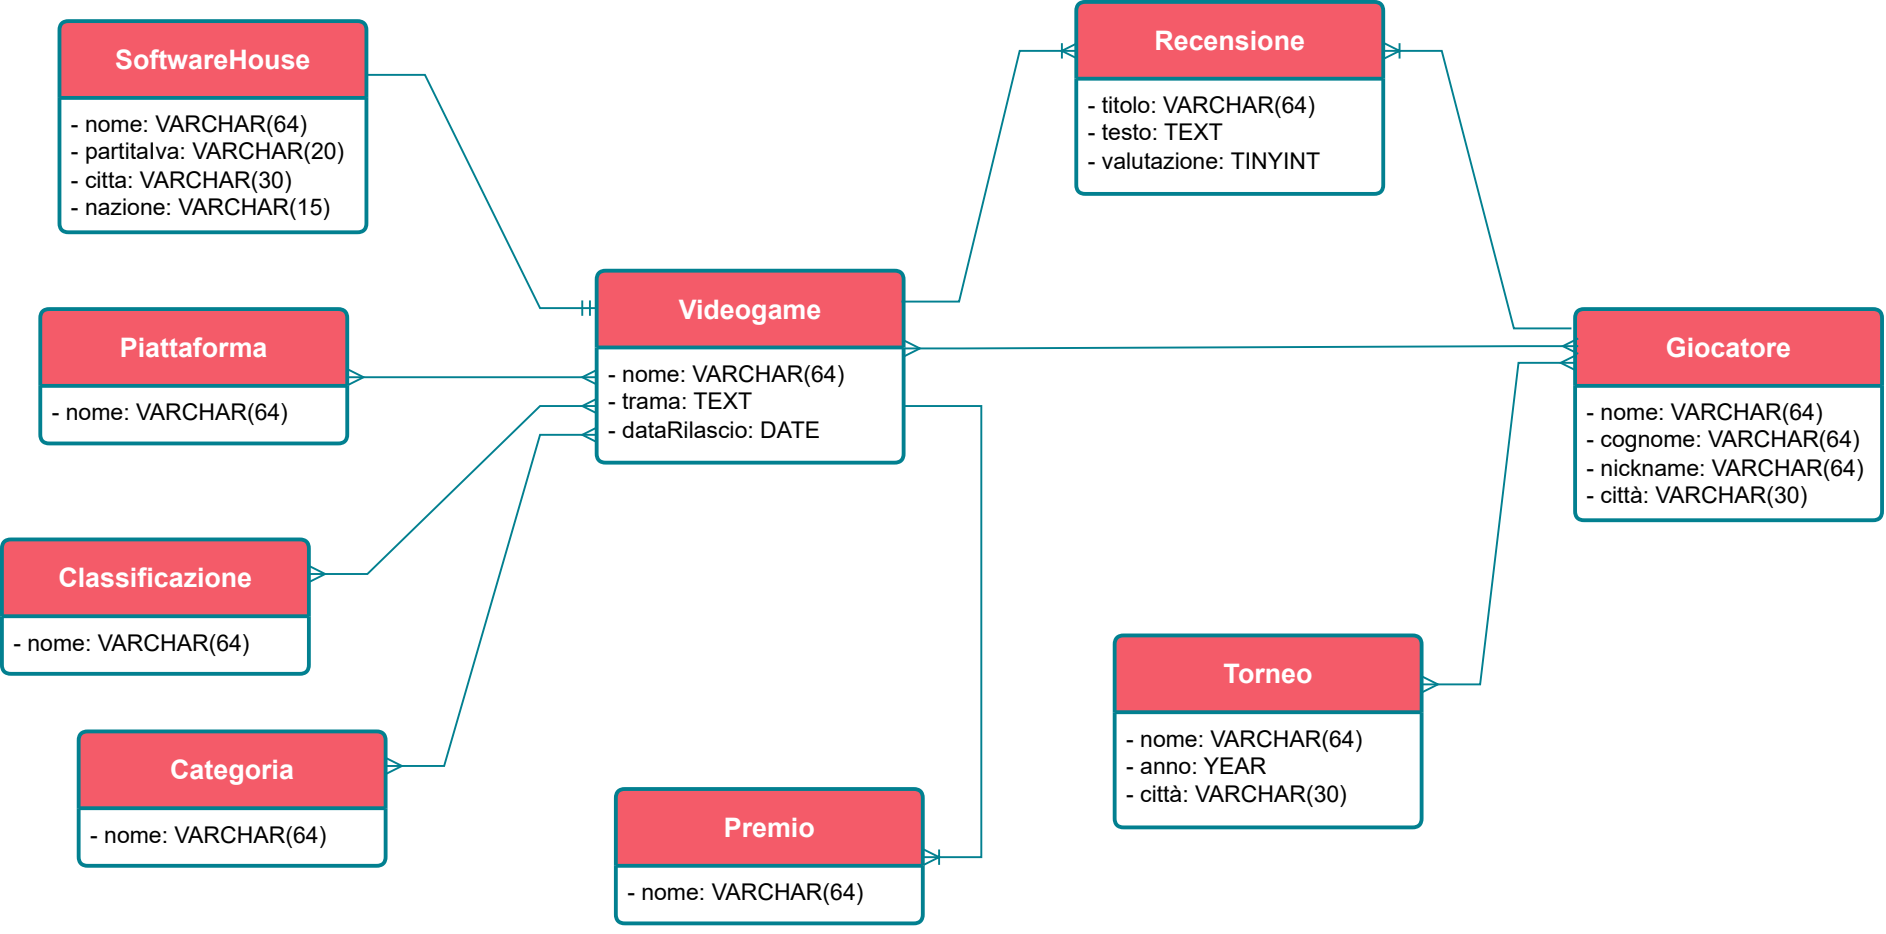 SoftwareHouse
- nome: VARCHAR(64)
- partitaIva: VARCHAR(20)
- citta: VARCHAR(30)
- nazione: VARCHAR(15)
Recensione
- titolo: VARCHAR(64)
- testo: TEXT
- valutazione: TINYINT
Videogame
- nome: VARCHAR(64)
- trama: TEXT
- dataRilascio: DATE
Piattaforma
- nome: VARCHAR(64)
Giocatore
- nome: VARCHAR(64)
- cognome: VARCHAR(64)
- nickname: VARCHAR(64)
- città: VARCHAR(30)
Classificazione
- nome: VARCHAR(64)
Torneo
- nome: VARCHAR(64)
- anno: YEAR
- città: VARCHAR(30)
Categoria
- nome: VARCHAR(64)
Premio
- nome: VARCHAR(64)